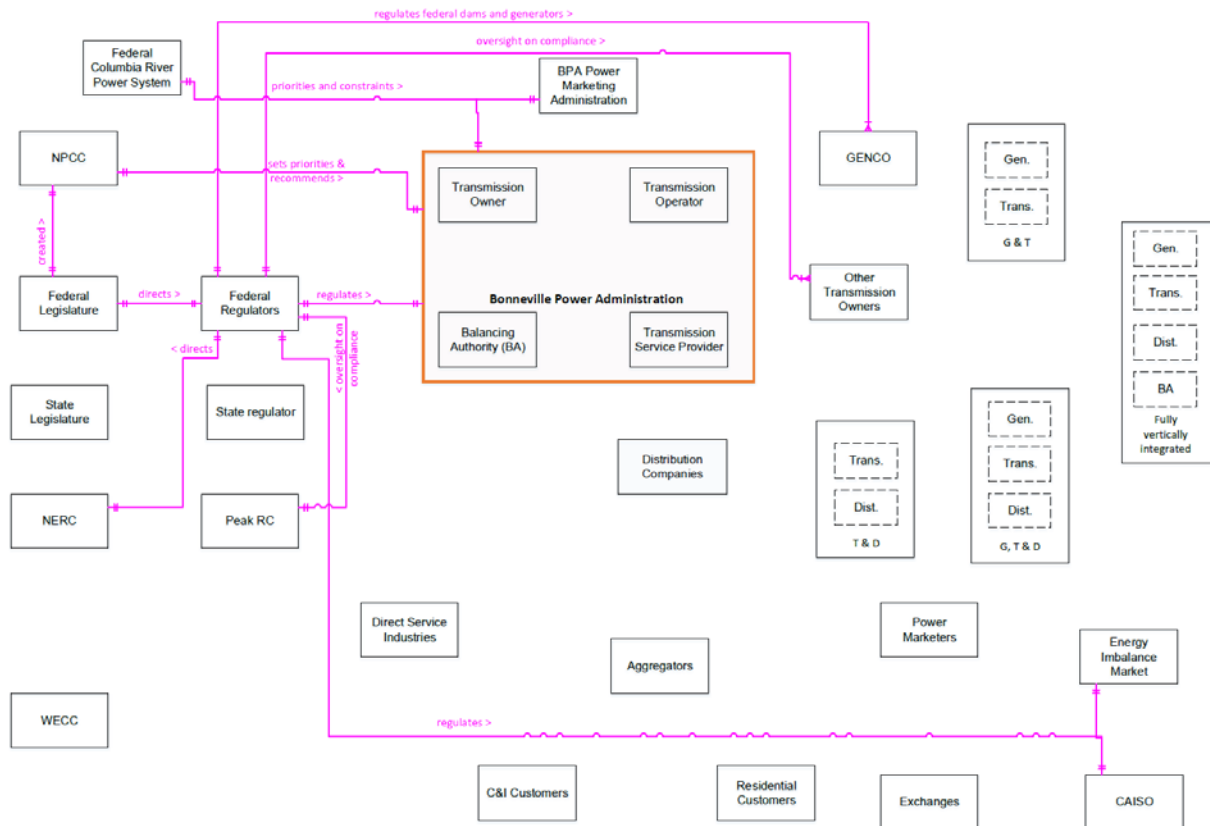 regulates federal dams and generators >
oversight on compliance >
Federal
Columbia River
Power System
BPA Power
Marketing
Administration
priorities and constraints >
NPCC
sets priorities &
recommends >
GENCO
Gen.
Trans.
G & T
Transmission
Owner
Transmission
Operator
created >
Gen.
Trans.
Dist.
BA
Fully
vertically
integrated
Federal
Legislature
directs >
Federal
Regulators
regulates >
Bonneville Power Administration
Other
Transmission
Owners
Balancing
Authority (BA)
Transmission
Service Provider
< directs
< oversight on
compliance
State
Legislature
State regulator
Distribution
Companies
Trans.
Dist.
T & D
Gen.
Trans.
Dist.
G, T & D
NERC
Peak RC
Direct Service
Industries
Aggregators
Power
Marketers
Energy
Imbalance
Market
WECC
regulates >
C&I Customers
Residential
Customers
Exchanges
CAISO